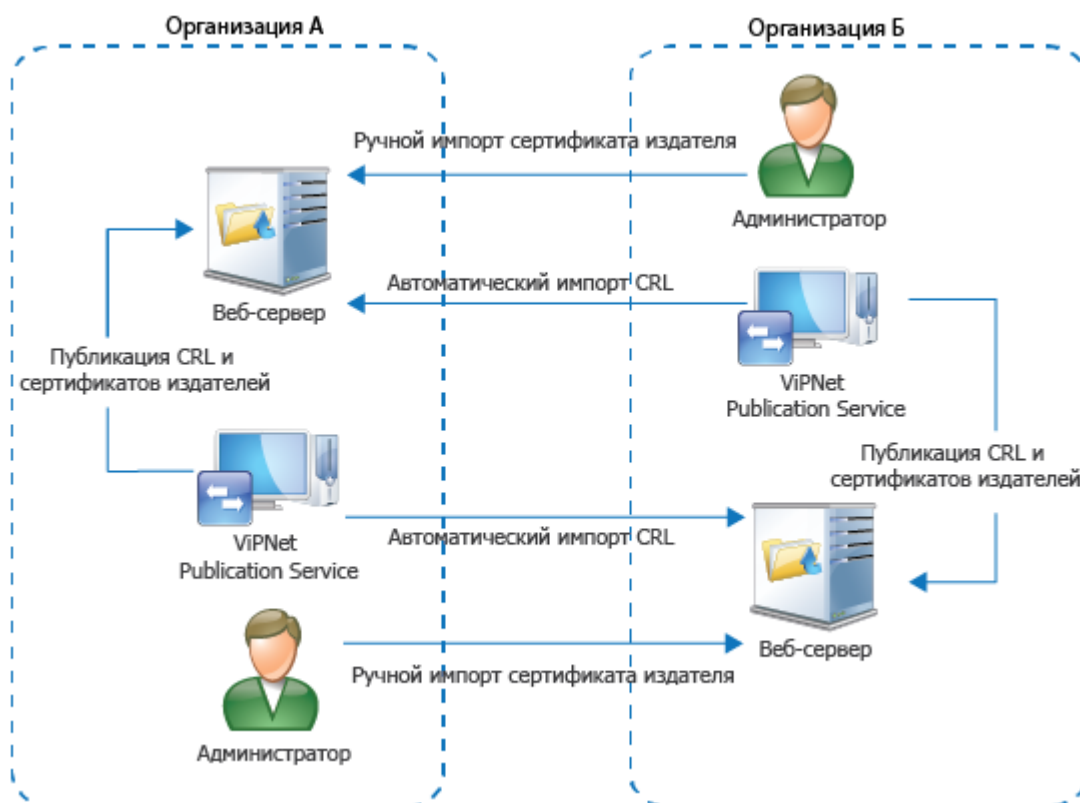 Организация А
Организация Б
Ручной импорт сертификата издателя
Администратор
Автоматический импорт CRL
Веб-сервер
Публикация CRL и
сертификатов издателей
ViPNet
Publication Service
Публикация CRL и
сертификатов издателей
Автоматический импорт CRL
ViPNet
Publication Service
Веб-сервер
Ручной импорт сертификата издателя
Администратор